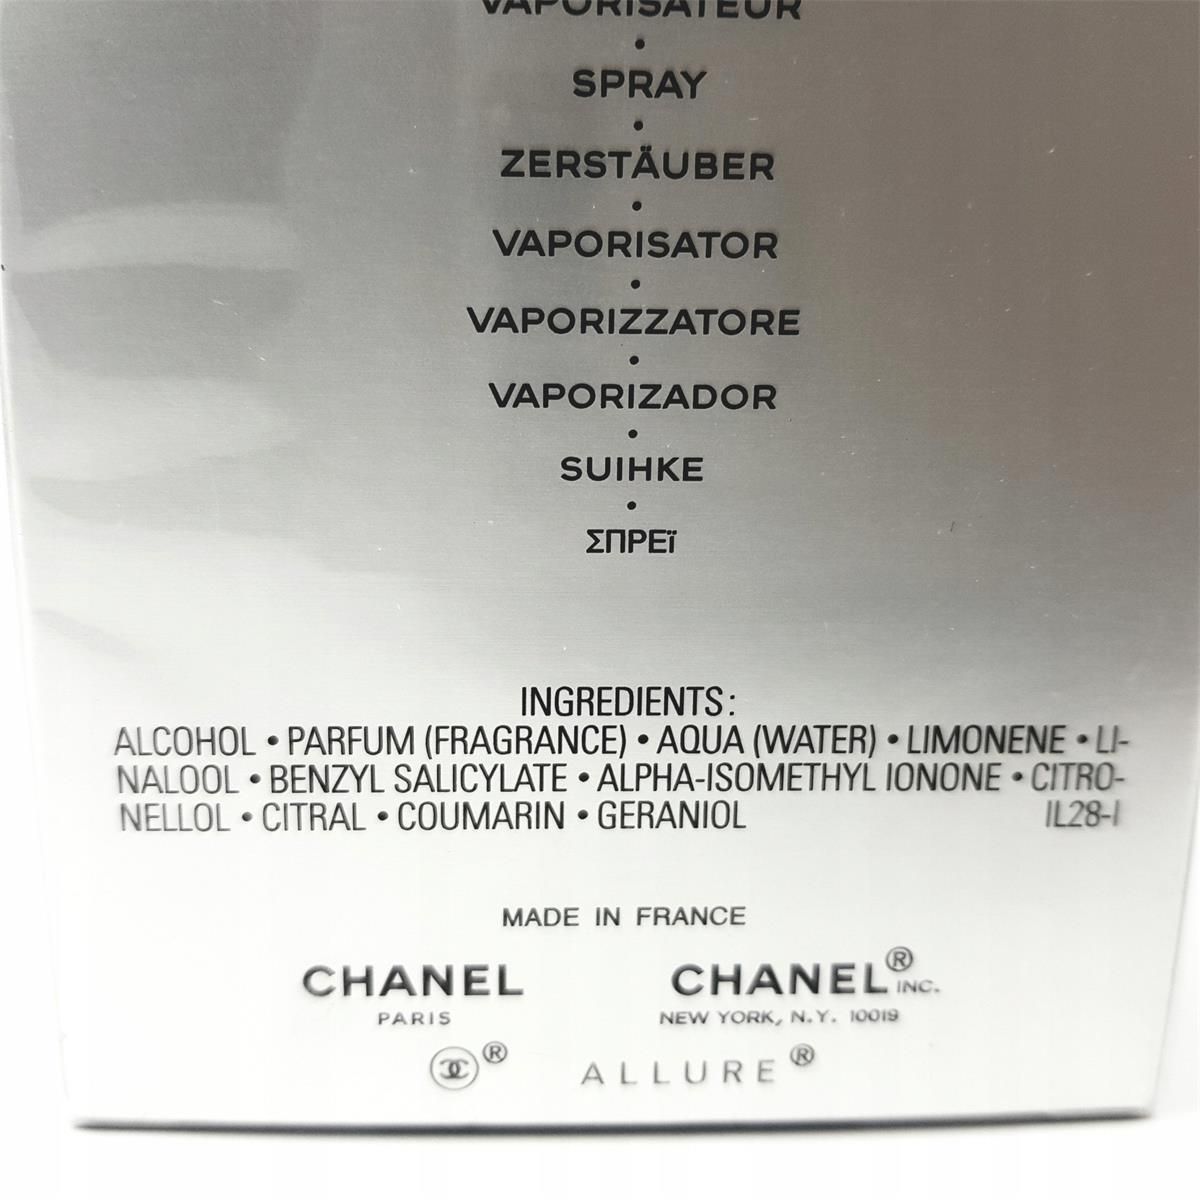 VAPORISATEUR
•
SPRAY
•
ZERSTÄUBER
•
VAPORISATOR
•
VAPORIZZATORE
•
VAPORIZADOR
•
SUIHKE
•
ΣΠΡΕϊ
INGREDIENTS:
ALCOHOL • PARFUM (FRAGRANCE) • AQUA (WATER) • LIMONENE • LI-
NALOOL • BENZYL SALICYLATE • ALPHA-ISOMETHYL IONONE • CITRO-
NELLOL • CITRAL • COUMARIN • GERANIOL IL28-I
MADE IN FRANCE
CHANEL CHANEL® INC.
PARIS NEW YORK, N.Y. 10019
® ALLURE®